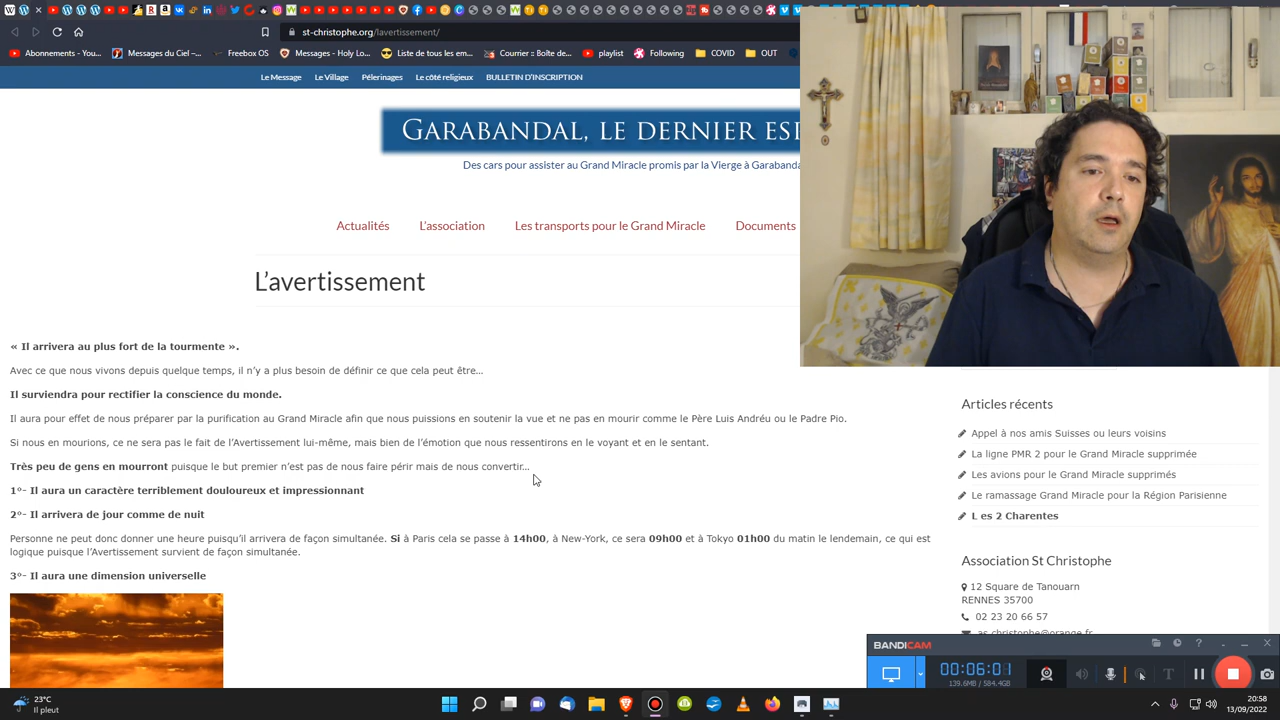 st-christophe.org/lavertissement/
Abonnements - You...
Messages du Ciel –...
Freebox OS
Messages - Holy Lo...
Liste de tous les...
Courrier :: Boîte de...
playlist
Following
COVID
OUT
Le Message
Le Village
Pélerinages
Le côté religieux
BULLETIN D'INSCRIPTION
GARABANDAL, LE DERNIER
Des cars pour assister au Grand Miracle promis par la Vierge à
Actualités
L'association
Les transports pour le Grand Miracle
Documents
L'avertissement
« Il arrivera au plus fort de la tourmente ».
Avec ce que nous vivons depuis quelque temps, il n'y a plus besoin de définir ce que cela peut être...
Il surviendra pour rectifier la conscience du monde.
Il aura pour effet de nous préparer par la purification au Grand Miracle afin que nous puissions en soutenir la vue et ne pas en mourir comme le Père Luis Andréu ou le Padre Pio.
Si nous en mourions, ce ne sera pas le fait de l'Avertissement lui-même, mais bien de l'émotion que nous ressentirons en le voyant et en le sentant.
Très peu de gens en mourront puisque le but premier n'est pas de nous faire périr mais de nous convertir...
1°- Il aura un caractère terriblement douloureux et impressionnant
2°- Il arrivera de jour comme de nuit
Personne ne peut donc donner une heure puisqu'il arrivera de façon simultanée. Si à Paris cela se passe à 14h00, à New-York, ce sera 09h00 et à Tokyo 01h00 du matin le lendemain, ce qui est
logique puisque l'Avertissement survient de façon simultanée.
3°- Il aura une dimension universelle
Articles récents
Appel à nos amis Suisses ou leurs voisins
La ligne PMR 2 pour le Grand Miracle supprimée
Les avions pour le Grand Miracle supprimés
Le ramassage Grand Miracle pour la Région Parisienne
L es 2 Charentes
Association St Christophe
12 Square de Tanouarn
RENNES 35700
02 23 20 66 57
as.christophe@orange.fr
BANDICAM
00:06:01
139.6MB / 584.4GB
23°C
Il pleut
20:58
13/09/2022